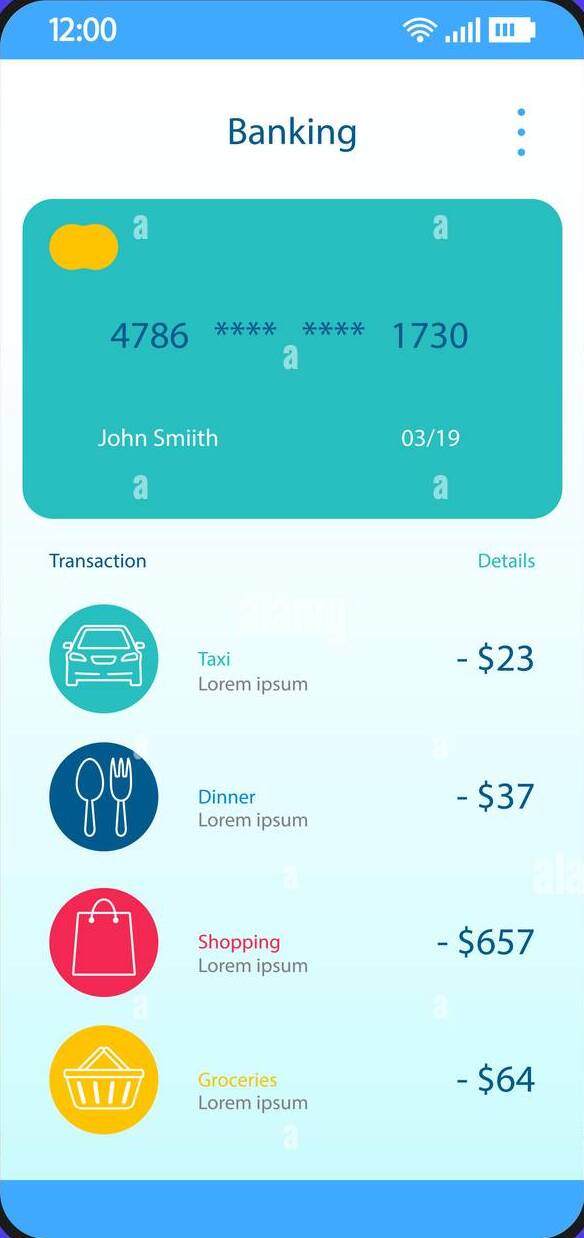 12:00
Banking
a a
4786 **** **** 1730
a
John Smiith 03/19
a a
Transaction Details
alamy
Taxi - $23
Lorem ipsum
a a
Dinner - $37
Lorem ipsum
a
Shopping - $657
Lorem ipsum
a a
Groceries - $64
Lorem ipsum
a